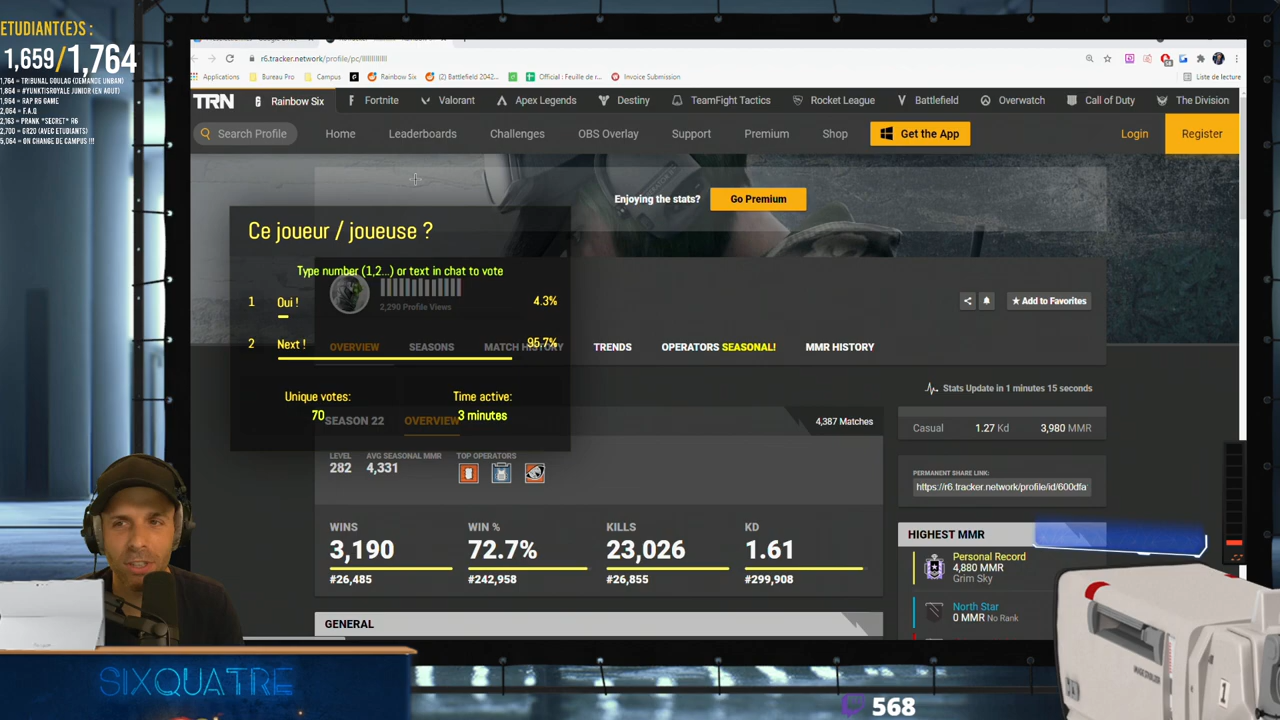 ETUDIANT(E)S :
1,659/1,764
1,764 = TRIBUNAL GOULAG (DEMANDE UNBAN)
1,864 = #YUNKTISROYALE JUNIOR (EN AOUT)
1,964 = RAP R6 GAME
2,064 = F.A.Q
2,163 = PRANK *SECRET* R6
2,700 = GR20 (AVEC ETUDIANTS)
5,064 = ON CHANGE DE CAMPUS !!!
r6.tracker.network/profile/pc/llllllllllll
Applications Bureau Pro Campus Rainbow Six (2) Battlefield 2042... Official : Feuille de r... Invoice Submission Liste de lecture
TRN Rainbow Six Fortnite Valorant Apex Legends Destiny TeamFight Tactics Rocket League Battlefield Overwatch Call of Duty The Division
Search Profile Home Leaderboards Challenges OBS Overlay Support Premium Shop Get the App Login Register
Enjoying the stats? Go Premium
Ce joueur / joueuse ?
Type number (1,2...) or text in chat to vote
1 Oui ! 4.3%
2,290 Profile Views
★ Add to Favorites
2 Next ! 95.7%
OVERVIEW SEASONS MATCH HISTORY TRENDS OPERATORS SEASONAL! MMR HISTORY
Unique votes: Time active:
70 3 minutes
Stats Update in 1 minutes 15 seconds
SEASON 22 OVERVIEW 4,387 Matches
Casual 1.27 Kd 3,980 MMR
LEVEL AVG SEASONAL MMR TOP OPERATORS
282 4,331
PERMANENT SHARE LINK:
https://r6.tracker.network/profile/id/600dfa
WINS WIN % KILLS KD
3,190 72.7% 23,026 1.61
#26,485 #242,958 #26,855 #299,908
HIGHEST MMR
Personal Record
4,880 MMR
Grim Sky
North Star
0 MMR No Rank
GENERAL
SIXQUATRE
568
1